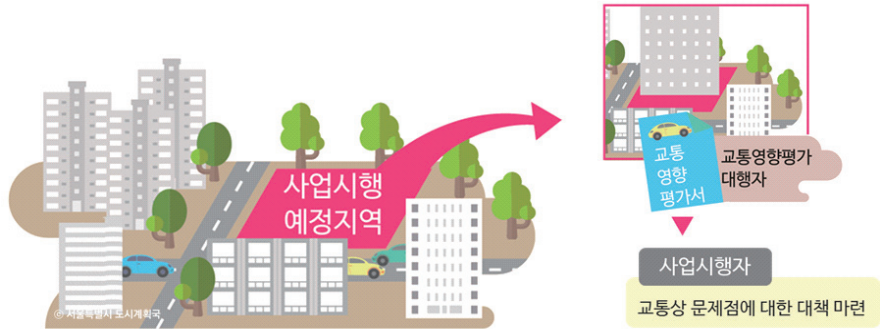 사업시행
예정지역
교통
영향
평가서
교통영향평가
대행자
사업시행자
교통상 문제점에 대한 대책 마련
© 서울특별시 도시계획국